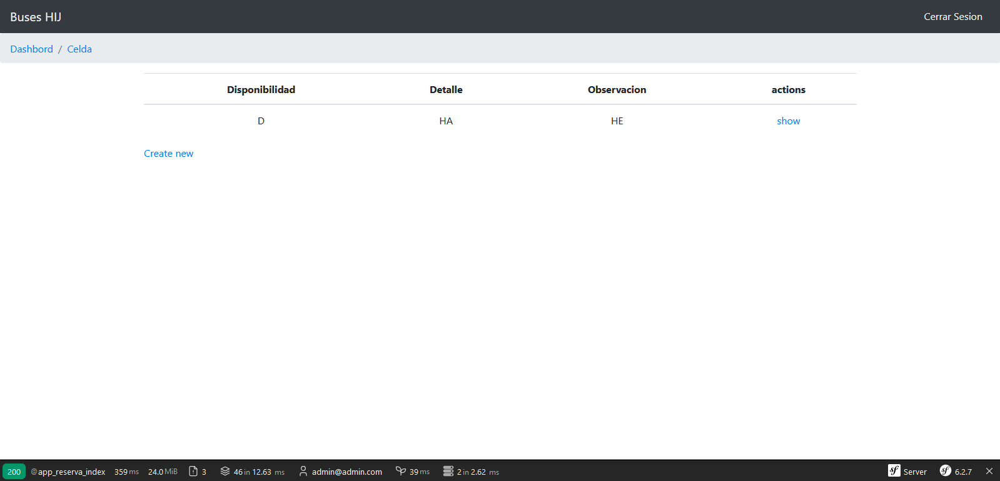 Buses HIJ
Cerrar Sesion
Dashbord / Celda
Disponibilidad Detalle Observacion actions
D HA HE show
Create new
200 @app_reserva_index 359 ms 24.0 MiB 3 46 in 12.63 ms admin@admin.com 39 ms 2 in 2.62 ms sf Server sf 6.2.7